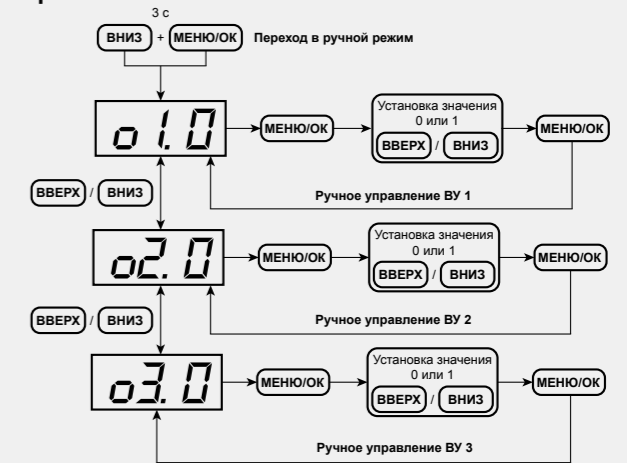 3 с
ВНИЗ + МЕНЮ/ОК Переход в ручной режим
o1.0 МЕНЮ/ОК Установка значения
0 или 1
ВВЕРХ / ВНИЗ МЕНЮ/ОК
Ручное управление ВУ 1
ВВЕРХ / ВНИЗ
o2.0 МЕНЮ/ОК Установка значения
0 или 1
ВВЕРХ / ВНИЗ МЕНЮ/ОК
Ручное управление ВУ 2
ВВЕРХ / ВНИЗ
o3.0 МЕНЮ/ОК Установка значения
0 или 1
ВВЕРХ / ВНИЗ МЕНЮ/ОК
Ручное управление ВУ 3